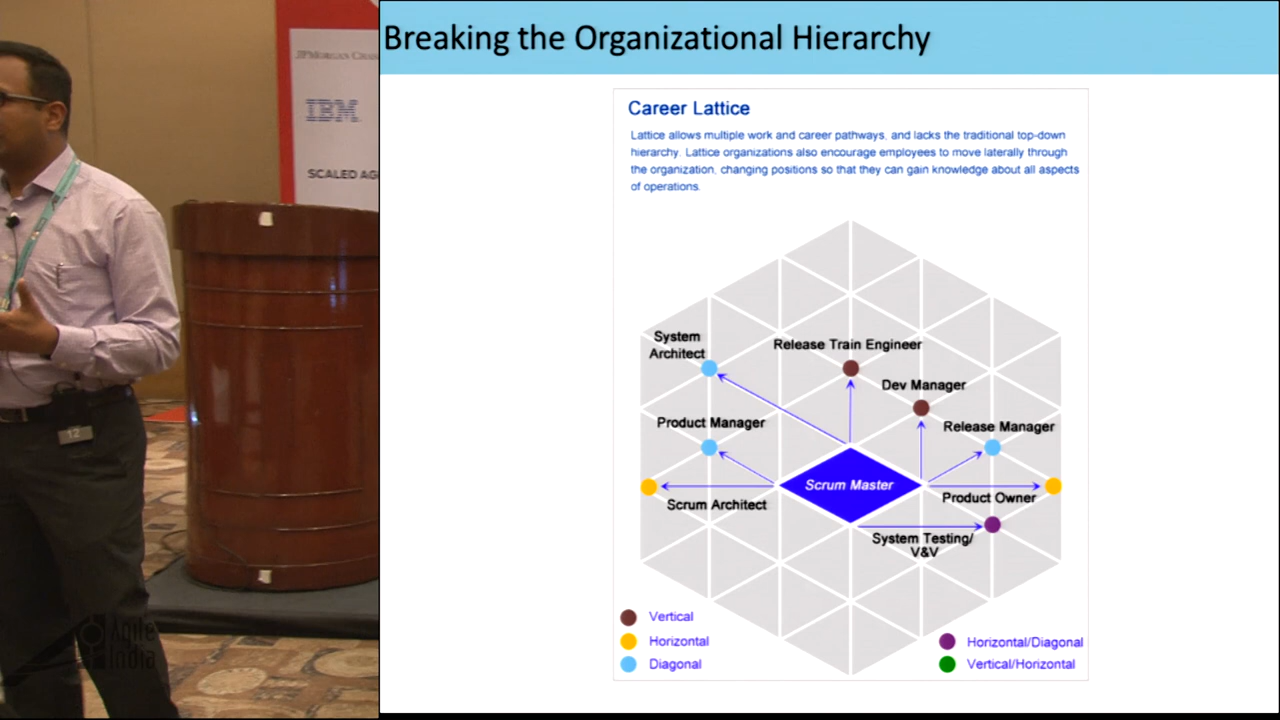 Breaking the Organizational Hierarchy
JPMORGAN CHAS
IBM
SCALED AG
12
Agile
India
Career Lattice
Lattice allows multiple work and career pathways, and lacks the traditional top-down
hierarchy. Lattice organizations also encourage employees to move laterally through
the organization, changing positions so that they can gain knowledge about all aspects
of operations.
System
Architect
Release Train Engineer
Dev Manager
Product Manager
Release Manager
Scrum Master
Scrum Architect
Product Owner
System Testing/
V&V
Vertical
Horizontal
Diagonal
Horizontal/Diagonal
Vertical/Horizontal